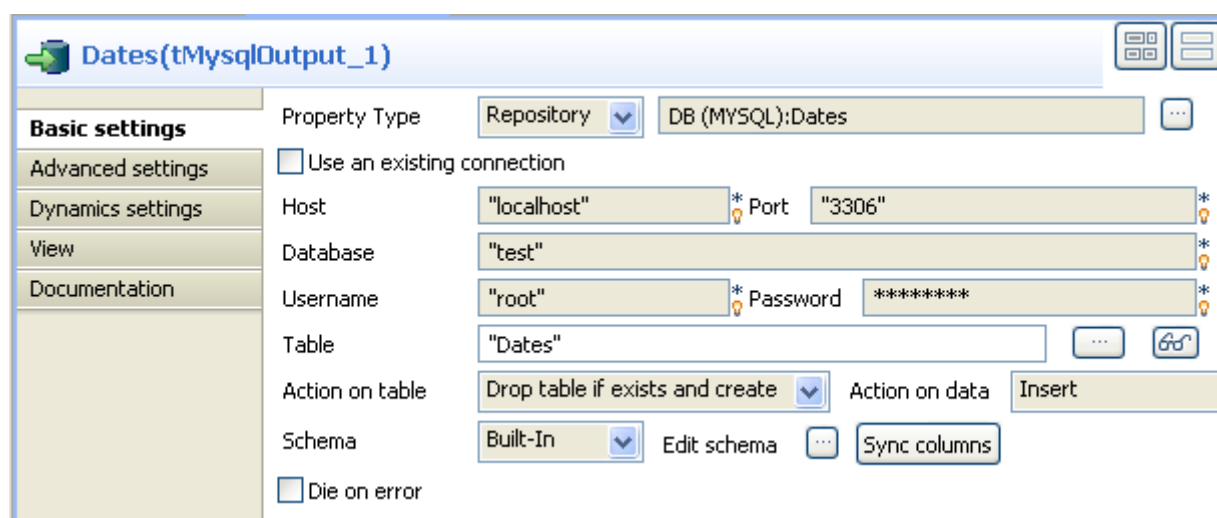 Dates(tMysqlOutput_1)
Basic settings
Advanced settings
Dynamics settings
View
Documentation
Property Type Repository DB (MYSQL):Dates ...
Use an existing connection
Host "localhost" * Port "3306" *
Database "test" *
Username "root" * Password ******** *
Table "Dates" ...
Action on table Drop table if exists and create Action on data Insert
Schema Built-In Edit schema ... Sync columns
Die on error